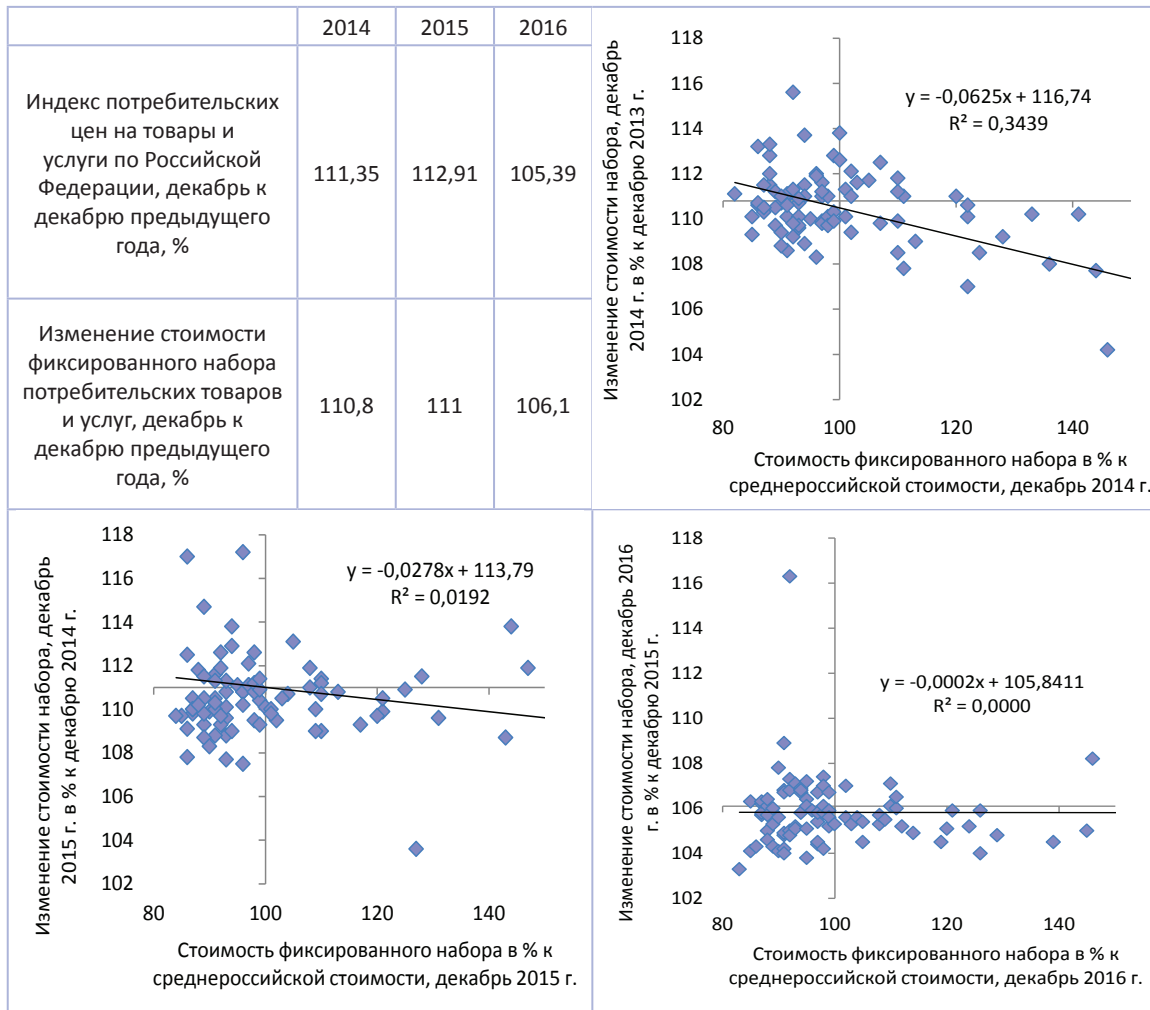 2014
2015
2016
Индекс потребительских
цен на товары и
услуги по Российской
Федерации, декабрь к
декабрю предыдущего
года, %
111,35
112,91
105,39
Изменение стоимости
фиксированного набора
потребительских товаров
и услуг, декабрь к
декабрю предыдущего
года, %
110,8
111
106,1
Изменение стоимости набора, декабрь
2014 г. в % к декабрю 2013 г.
118
116
114
112
110
108
106
104
102
y = -0,0625x + 116,74
R² = 0,3439
80
100
120
140
Стоимость фиксированного набора в % к
среднероссийской стоимости, декабрь 2014 г.
Изменение стоимости набора, декабрь
2015 г. в % к декабрю 2014 г.
118
116
114
112
110
108
106
104
102
y = -0,0278x + 113,79
R² = 0,0192
80
100
120
140
Стоимость фиксированного набора в % к
среднероссийской стоимости, декабрь 2015 г.
Изменение стоимости набора, декабрь 2016
г. в % к декабрю 2015 г.
118
116
114
112
110
108
106
104
102
y = -0,0002x + 105,8411
R² = 0,0000
80
100
120
140
Стоимость фиксированного набора в % к
среднероссийской стоимости, декабрь 2016 г.